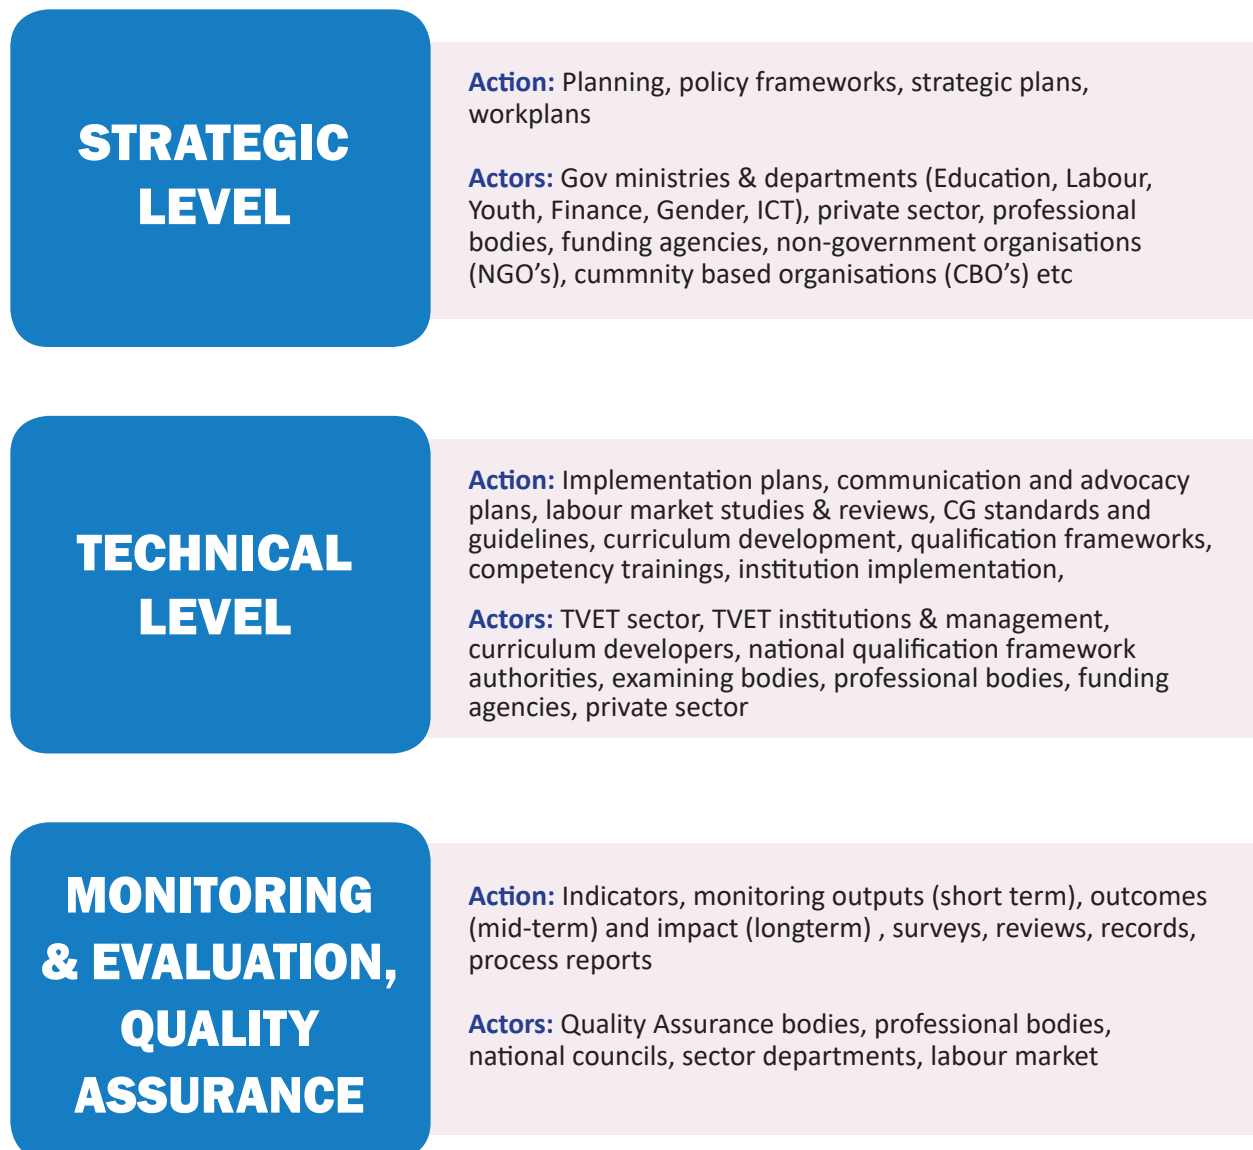 STRATEGIC
LEVEL
Action: Planning, policy frameworks, strategic plans,
workplans
Actors: Gov ministries & departments (Education, Labour,
Youth, Finance, Gender, ICT), private sector, professional
bodies, funding agencies, non-government organisations
(NGO’s), cummnity based organisations (CBO’s) etc
TECHNICAL
LEVEL
Action: Implementation plans, communication and advocacy
plans, labour market studies & reviews, CG standards and
guidelines, curriculum development, qualification frameworks,
competency trainings, institution implementation,
Actors: TVET sector, TVET institutions & management,
curriculum developers, national qualification framework
authorities, examining bodies, professional bodies, funding
agencies, private sector
MONITORING
& EVALUATION,
QUALITY
ASSURANCE
Action: Indicators, monitoring outputs (short term), outcomes
(mid-term) and impact (longterm) , surveys, reviews, records,
process reports
Actors: Quality Assurance bodies, professional bodies,
national councils, sector departments, labour market